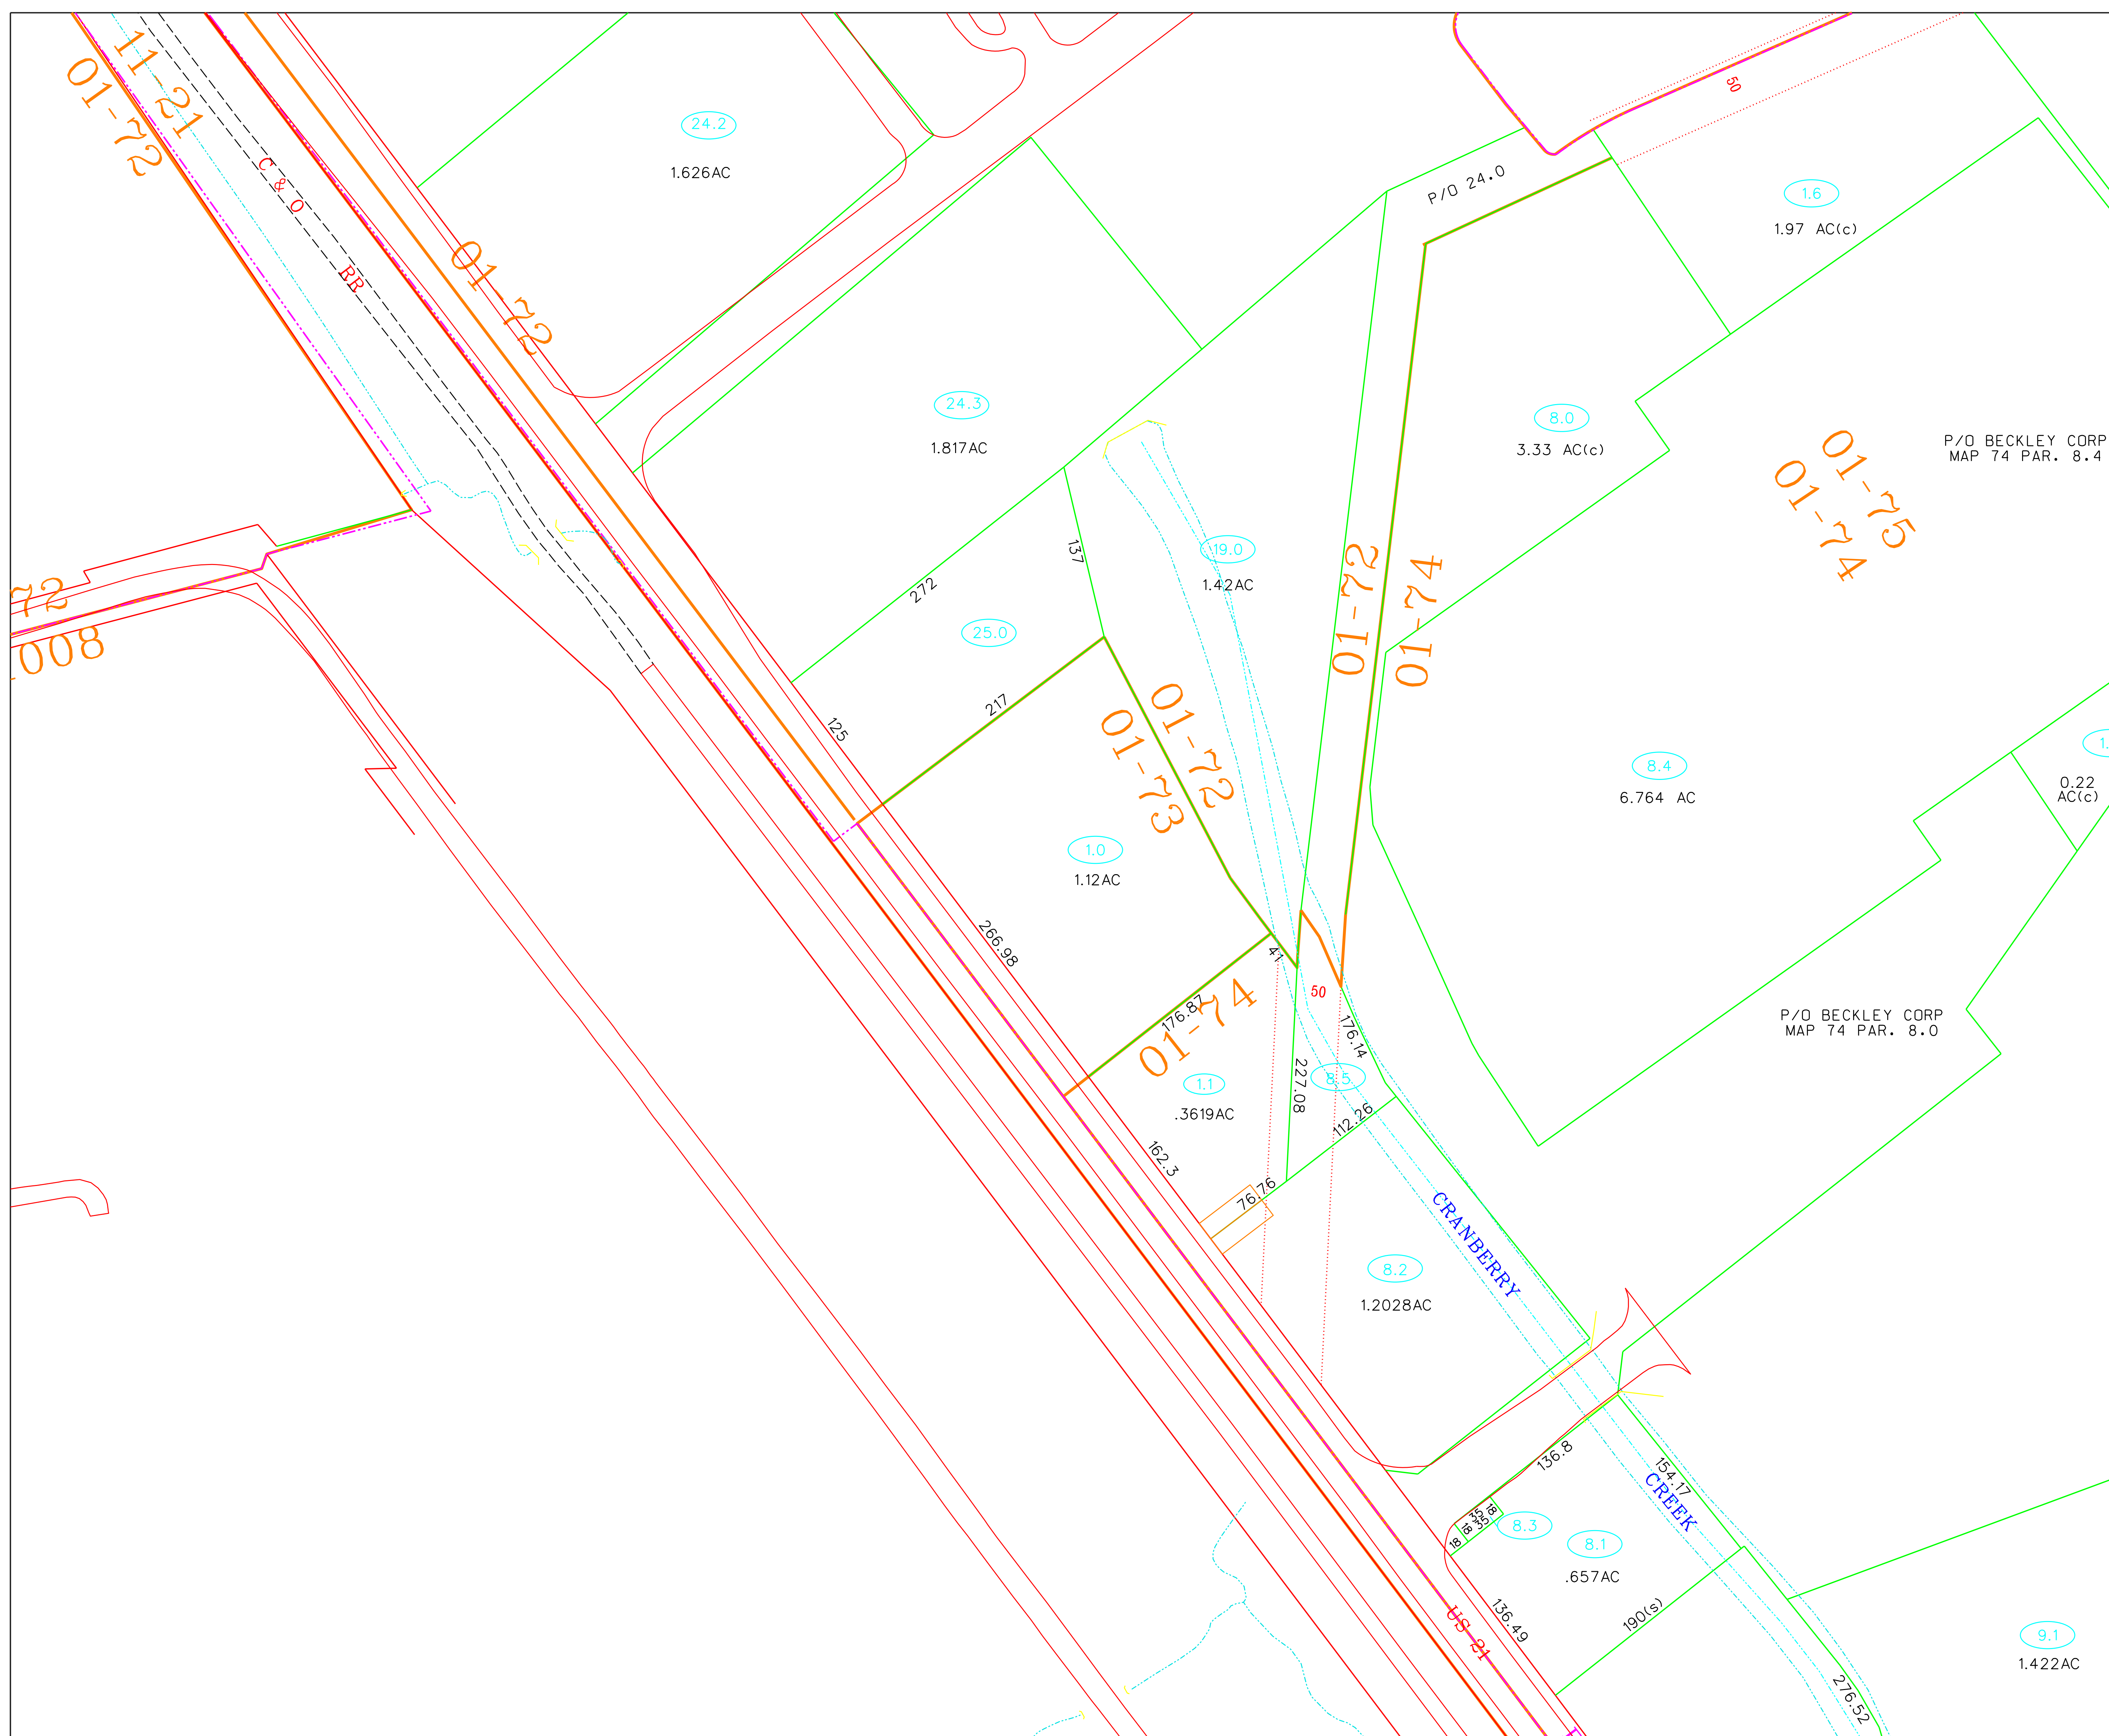 11-21
01-72
C & O
RR
01-72
24.2
1.626AC
50
P/O 24.0
1.6
1.97 AC(c)
24.3
1.817AC
8.0
3.33 AC(c)
P/O BECKLEY CORP
MAP 74 PAR. 8.4
01-75
01-74
137
19.0
1.42AC
272
25.0
01-72
01-74
72
008
217
125
01-72
01-73
8.4
6.764 AC
0.22
AC(c)
1.0
1.12AC
266.98
41
50
176.87
01-74
176.14
P/O BECKLEY CORP
MAP 74 PAR. 8.0
1.1
.3619AC
227.08
8.5
112.26
162.3
76.76
CRANBERRY
8.2
1.2028AC
136.8
154.17
CREEK
35
18
18
35
18
8.3
8.1
.657AC
136.49
190(s)
US 21
9.1
1.422AC
276.52